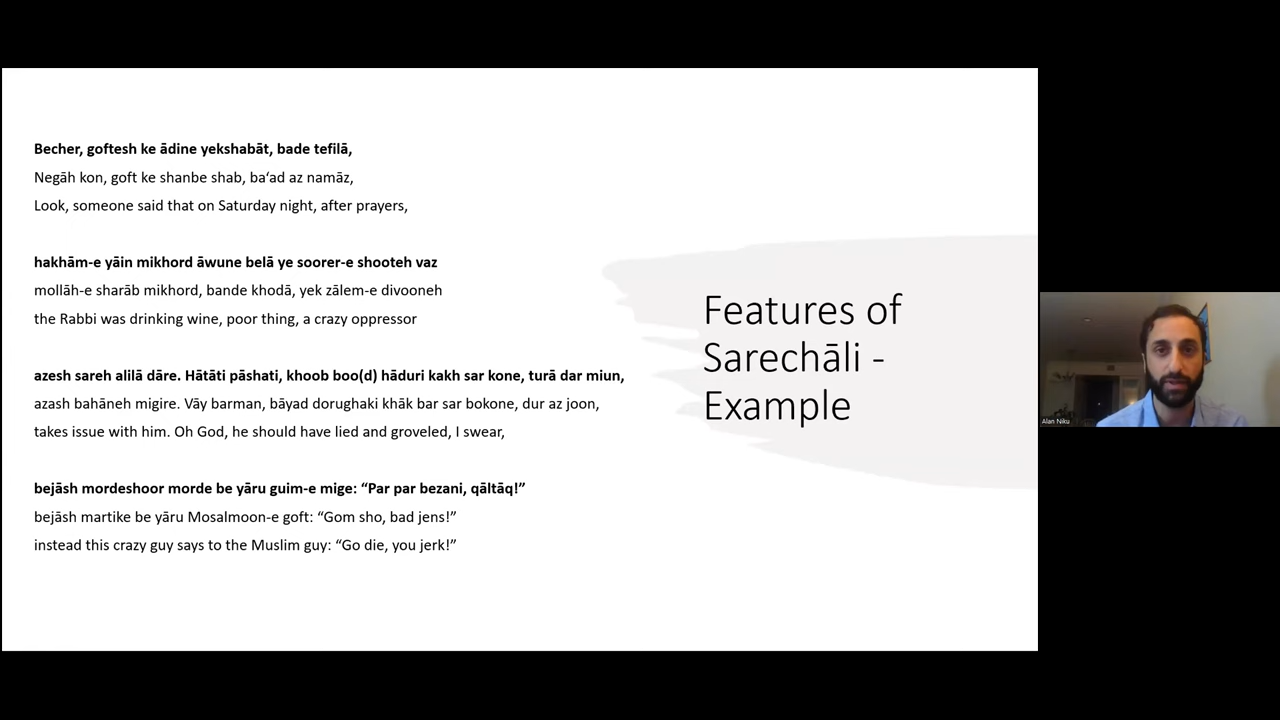 Becher, goftesh ke ādine yekshabāt, bade tefilā,
Negāh kon, goft ke shanbe shab, ba‘ad az namāz,
Look, someone said that on Saturday night, after prayers,
hakhām-e yāin mikhord āwune belā ye soorer-e shooteh vaz
mollāh-e sharāb mikhord, bande khodā, yek zālem-e divooneh
the Rabbi was drinking wine, poor thing, a crazy oppressor
azesh sareh alilā dāre. Hātāti pāshati, khoob boo(d) hāduri kakh sar kone, turā dar miun,
azash bahāneh migire. Vāy barman, bāyad dorughaki khāk bar sar bokone, dur az joon,
takes issue with him. Oh God, he should have lied and groveled, I swear,
bejāsh mordeshoor morde be yāru guim-e mige: “Par par bezani, qāltāq!”
bejāsh martike be yāru Mosalmoon-e goft: “Gom sho, bad jens!”
instead this crazy guy says to the Muslim guy: “Go die, you jerk!”
Features of
Sarechāli -
Example
Alan Niku